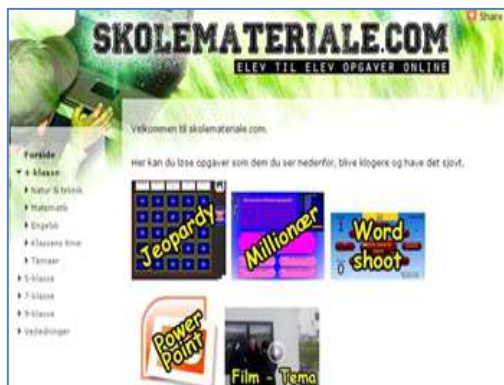 Share
SKOLEMATERIALE.COM
ELEV TIL ELEV OPGAVER ONLINE
Velkommen til skolemateriale.com.
Her kan du løse opgaver som dem du ser nedenfor, blive klogere og have det sjovt.
Forside
4-klasse
Natur & teknik
Matematik
Engelsk
Klassens time
Temaer
5-klasse
7-klasse
9-klasse
Vejledninger
Jeopardy
Millionær
Word
shoot
Power
Point
Film - Tema